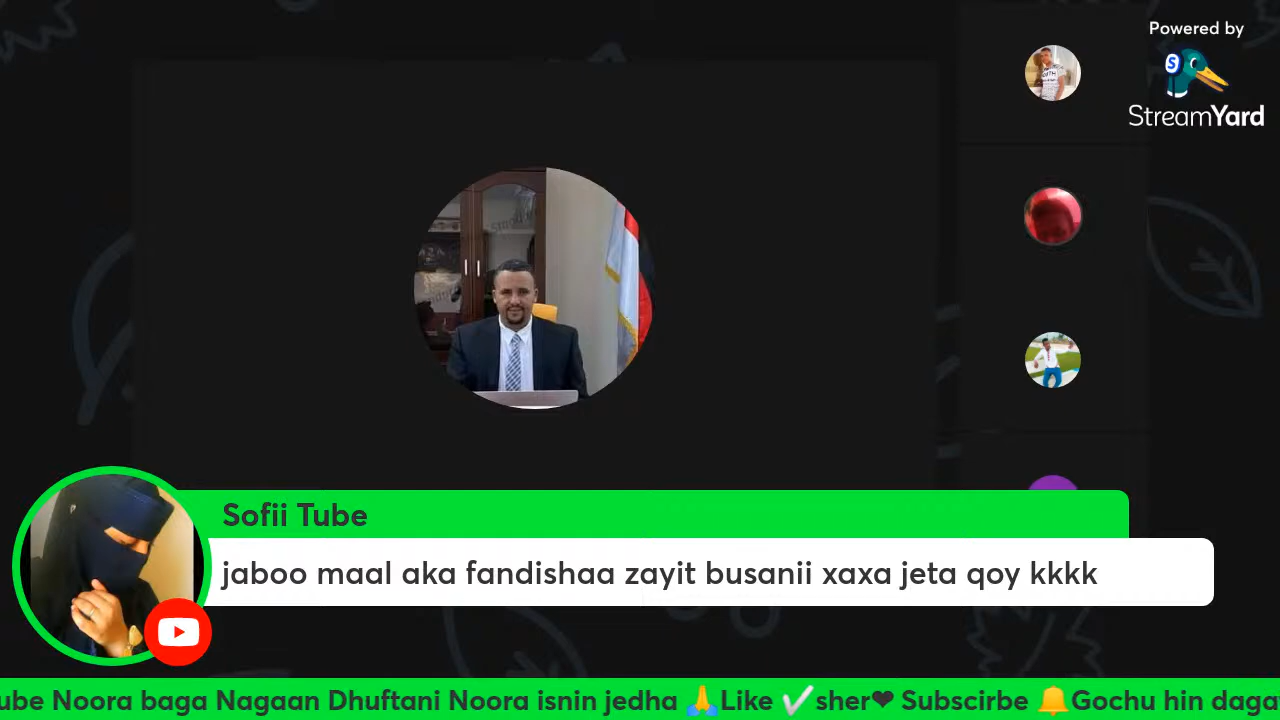 Powered by
StreamYard
Sofii Tube
jaboo maal aka fandishaa zayit busanii xaxa jeta qoy kkkk
ube Noora baga Nagaan Dhuftani Noora isnin jedha 🙏Like ✅sher❤ Subscirbe 🔔Gochu hin daga